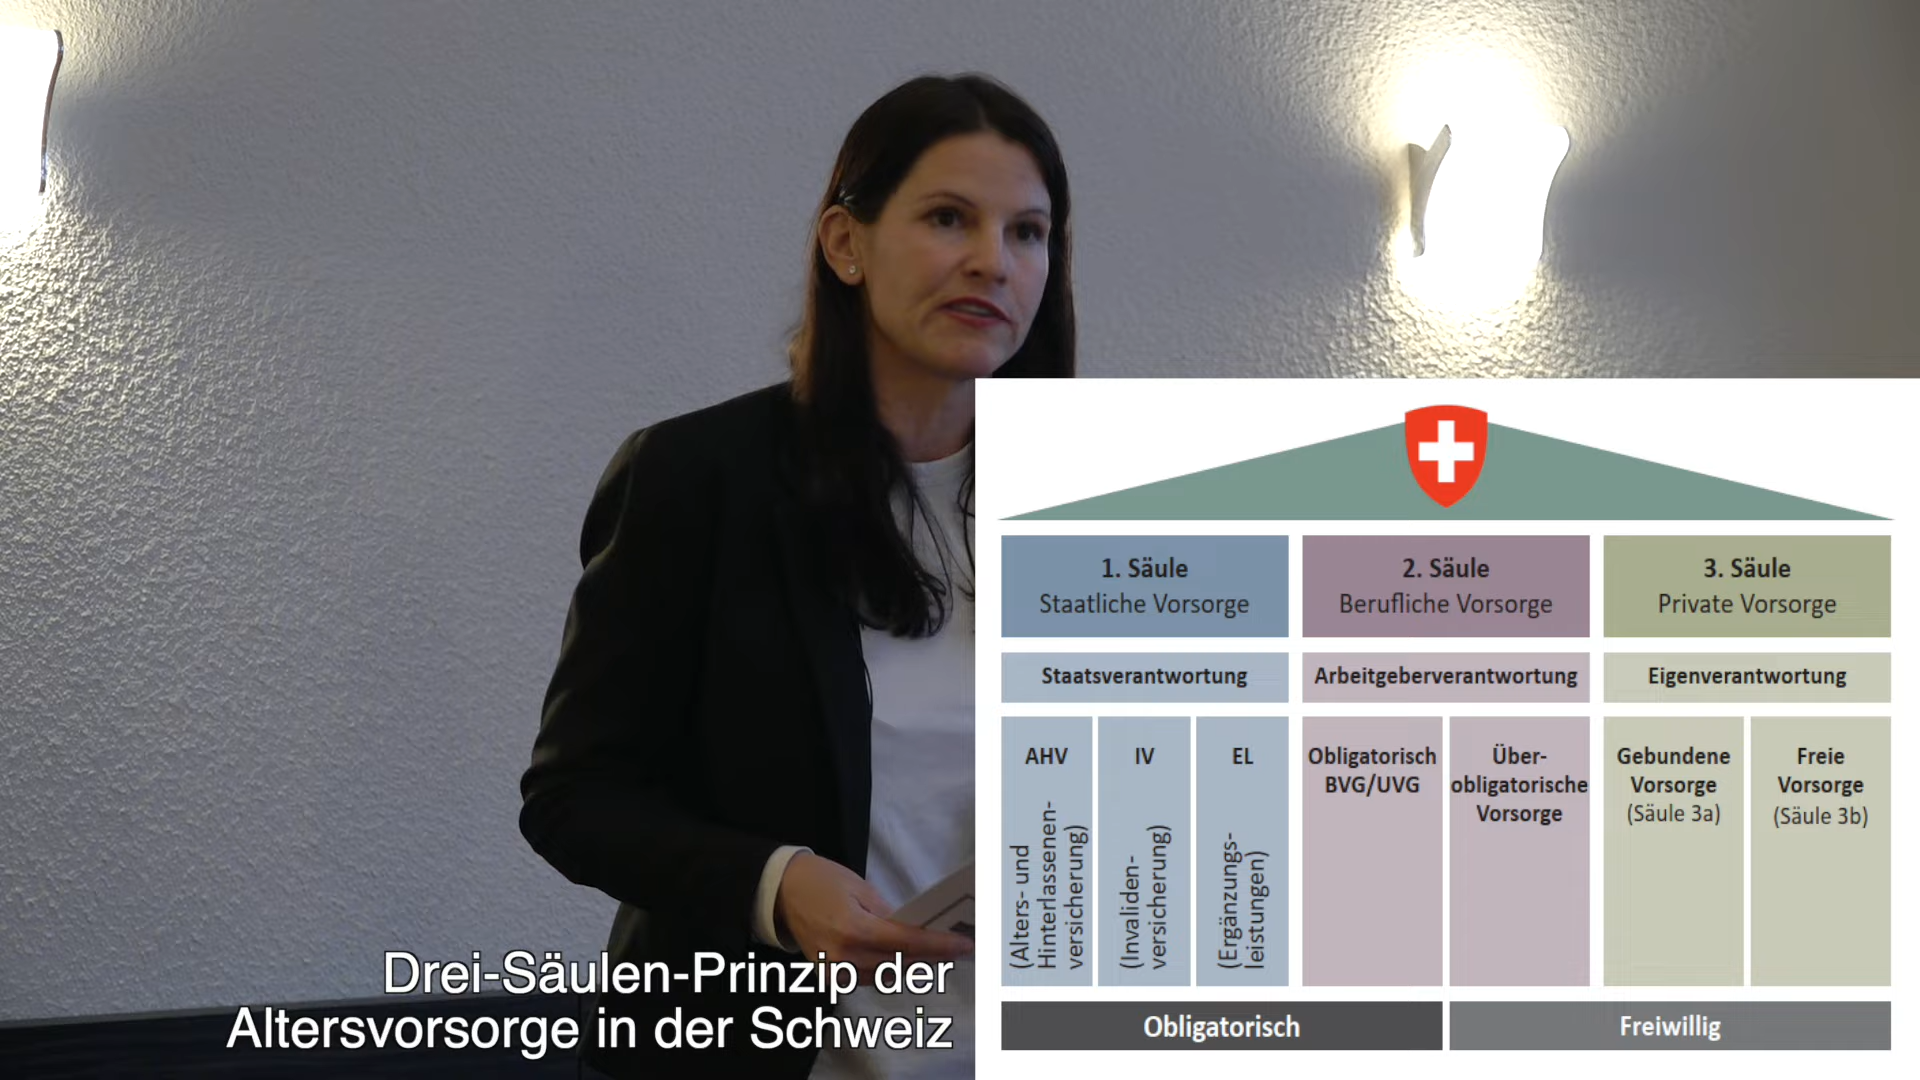 1. Säule
Staatliche Vorsorge
2. Säule
Berufliche Vorsorge
3. Säule
Private Vorsorge
Staatsverantwortung
Arbeitgeberverantwortung
Eigenverantwortung
AHV
(Alters- und
Hinterlassenen-
versicherung)
IV
(Invaliden-
versicherung)
EL
(Ergänzungs-
leistungen)
Obligatorisch
BVG/UVG
Über-
obligatorische
Vorsorge
Gebundene
Vorsorge
(Säule 3a)
Freie
Vorsorge
(Säule 3b)
Obligatorisch
Freiwillig
Drei-Säulen-Prinzip der
Altersvorsorge in der Schweiz